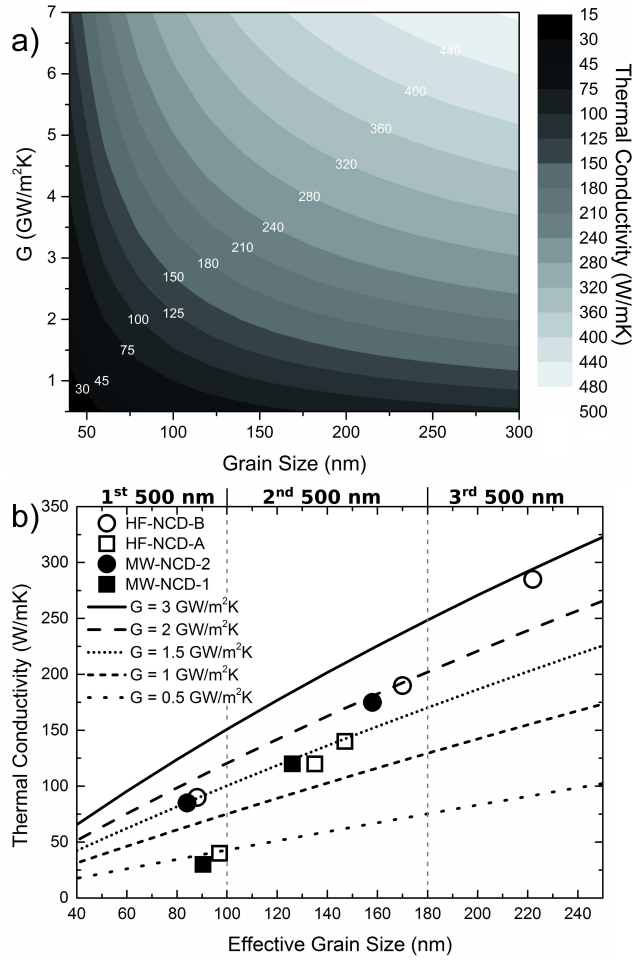 a)
7
6
5
4
3
2
1
G (GW/m²K)
440
400
360
320
280
240
210
180
150
125
100
75
45
30
50 100 150 200 250 300
Grain Size (nm)
15
30
45
75
100
125
150
180
210
240
280
320
360
400
440
480
500
Thermal Conductivity (W/mK)
b)
1st 500 nm 2nd 500 nm 3rd 500 nm
HF-NCD-B
HF-NCD-A
MW-NCD-2
MW-NCD-1
G = 3 GW/m²K
G = 2 GW/m²K
G = 1.5 GW/m²K
G = 1 GW/m²K
G = 0.5 GW/m²K
350
300
250
200
150
100
50
0
Thermal Conductivity (W/mK)
40 60 80 100 120 140 160 180 200 220 240
Effective Grain Size (nm)